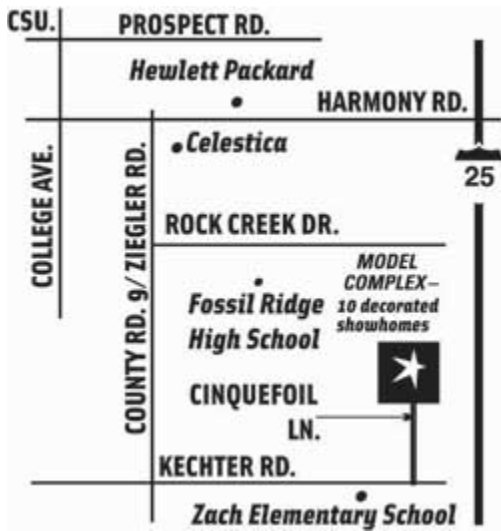 CSU.
PROSPECT RD.
Hewlett Packard
HARMONY RD.
Celestica
25
COLLEGE AVE.
COUNTY RD. 9/ ZIEGLER RD.
ROCK CREEK DR.
MODEL
COMPLEX–
10 decorated
showhomes
Fossil Ridge
High School
CINQUEFOIL
LN.
KECHTER RD.
Zach Elementary School